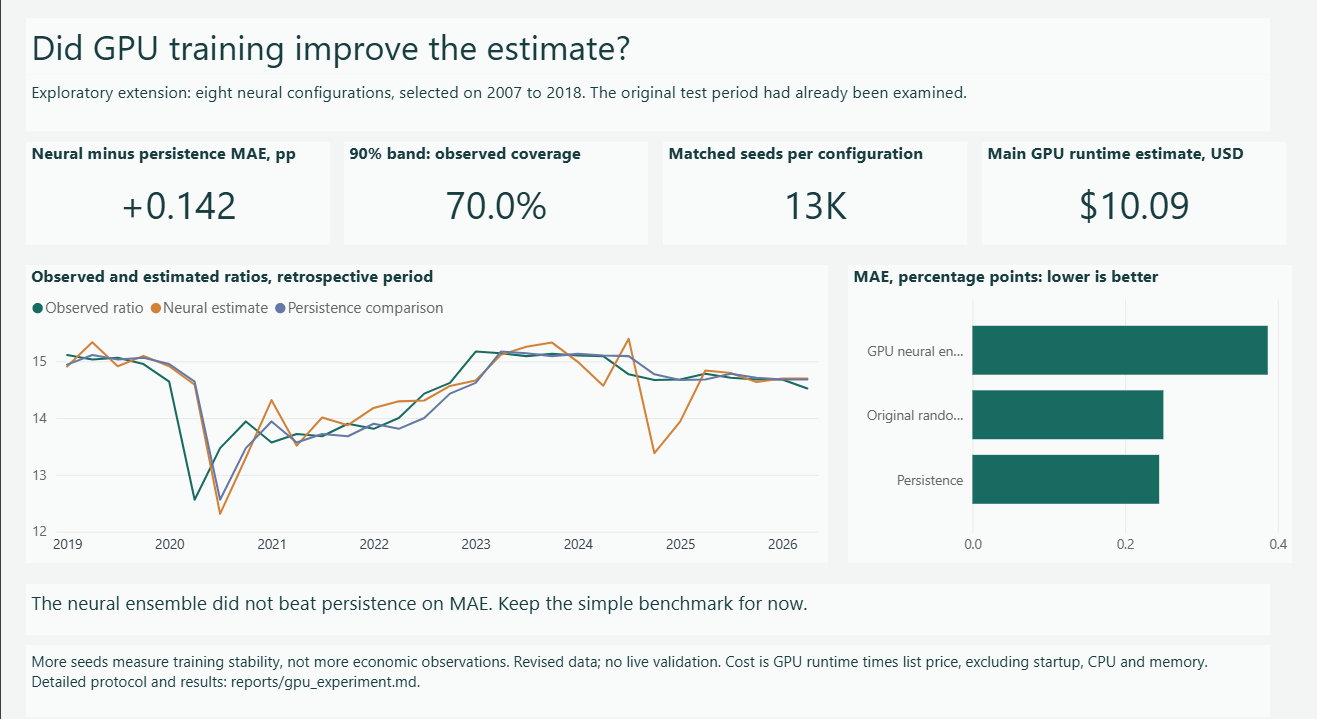 Did GPU training improve the estimate?
Exploratory extension: eight neural configurations, selected on 2007 to 2018. The original test period had already been examined.
Neural minus persistence MAE, pp
+0.142
90% band: observed coverage
70.0%
Matched seeds per configuration
13K
Main GPU runtime estimate, USD
$10.09
Observed and estimated ratios, retrospective period
Observed ratio Neural estimate Persistence comparison
15
14
13
12
2019 2020 2021 2022 2023 2024 2025 2026
MAE, percentage points: lower is better
GPU neural en...
Original rando...
Persistence
0.0 0.2 0.4
The neural ensemble did not beat persistence on MAE. Keep the simple benchmark for now.
More seeds measure training stability, not more economic observations. Revised data; no live validation. Cost is GPU runtime times list price, excluding startup, CPU and memory.
Detailed protocol and results: reports/gpu_experiment.md.